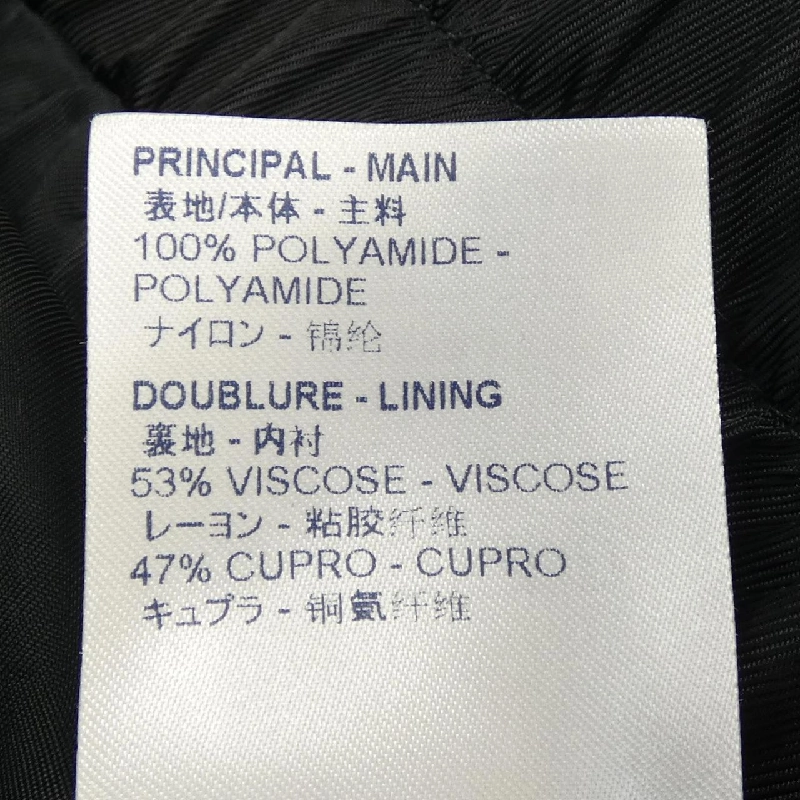 PRINCIPAL - MAIN
表地/本体 - 主料
100% POLYAMIDE -
POLYAMIDE
ナイロン - 锦纶
DOUBLURE - LINING
裏地 - 内衬
53% VISCOSE - VISCOSE
レーヨン - 粘胶纤维
47% CUPRO - CUPRO
キュプラ - 铜氨纤维